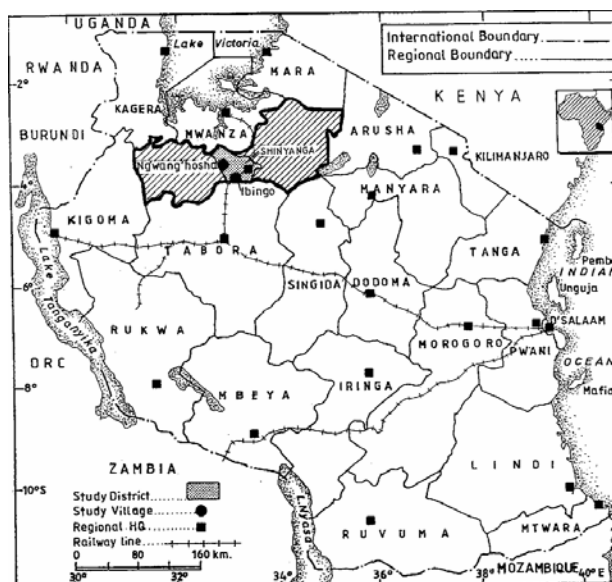 UGANDA
Lake Victoria
International Boundary
Regional Boundary
RWANDA
MARA
2°
KENYA
KAGERA
MWANZA
BURUNDI
ARUSHA
SHINYANGA
Ngwang'hosha
KILIMANJARO
4°
Ibingo
MANYARA
KIGOMA
TABORA
TANGA
Lake Tanganyika
INDIAN
SINGIDA
DODOMA
Unguja
6°
RUKWA
D'SALAAM
MOROGORO
PWANI
DRC
OCEAN
IRINGA
Mafia
8°
MBEYA
ZAMBIA
LINDI
Study District
Study Village
10°S
Regional HQ
L.Nyasa
Railway line
RUVUMA
MTWARA
0 80 160 km.
MOZAMBIQUE
30° 32° 34° 36° 38° 40°E